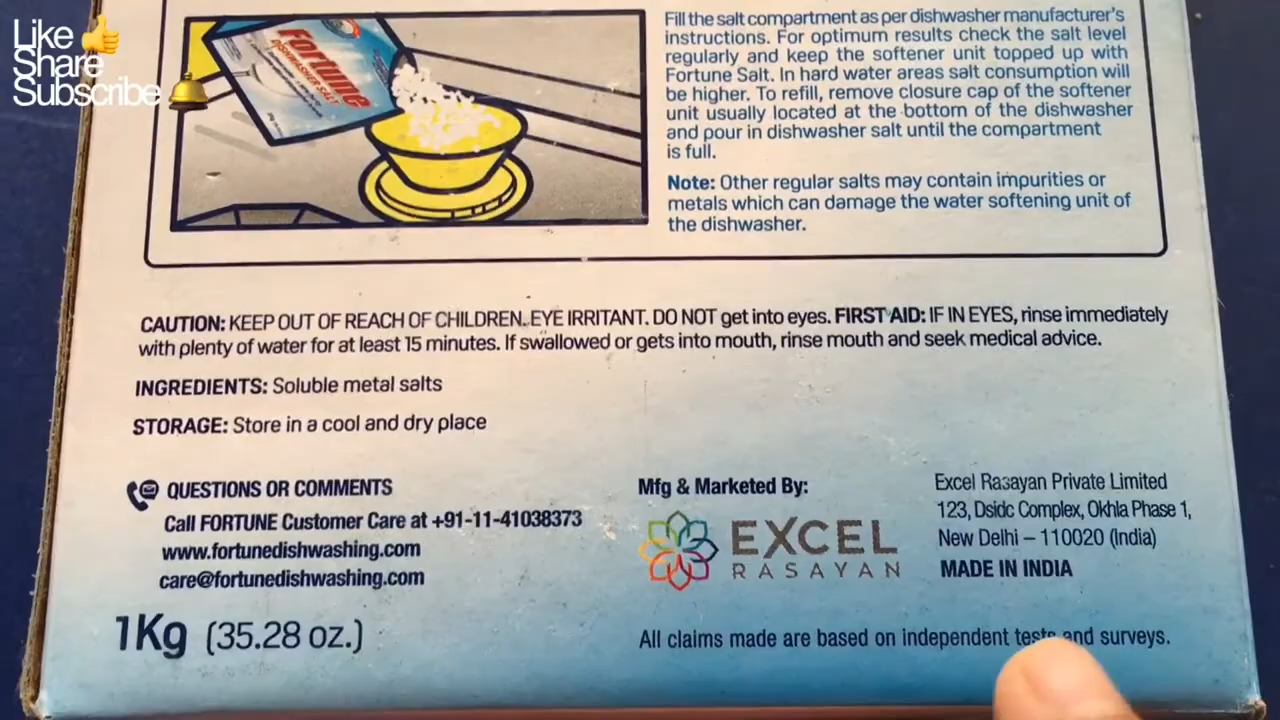 Like 👍
Share
Subscribe
Fortune
DISHWASHER SALT
Fill the salt compartment as per dishwasher manufacturer's
instructions. For optimum results check the salt level
regularly and keep the softener unit topped up with
Fortune Salt. In hard water areas salt consumption will
be higher. To refill, remove closure cap of the softener
unit usually located at the bottom of the dishwasher
and pour in dishwasher salt until the compartment
is full.
Note: Other regular salts may contain impurities or
metals which can damage the water softening unit of
the dishwasher.
CAUTION: KEEP OUT OF REACH OF CHILDREN. EYE IRRITANT. DO NOT get into eyes. FIRST AID: IF IN EYES, rinse immediately
with plenty of water for at least 15 minutes. If swallowed or gets into mouth, rinse mouth and seek medical advice.
INGREDIENTS: Soluble metal salts
STORAGE: Store in a cool and dry place
QUESTIONS OR COMMENTS
Call FORTUNE Customer Care at +91-11-41038373
www.fortunedishwashing.com
care@fortunedishwashing.com
1Kg (35.28 oz.)
Mfg & Marketed By:
EXCEL
RASAYAN
Excel Rasayan Private Limited
123, Dsidc Complex, Okhla Phase 1,
New Delhi – 110020 (India)
MADE IN INDIA
All claims made are based on independent tests and surveys.